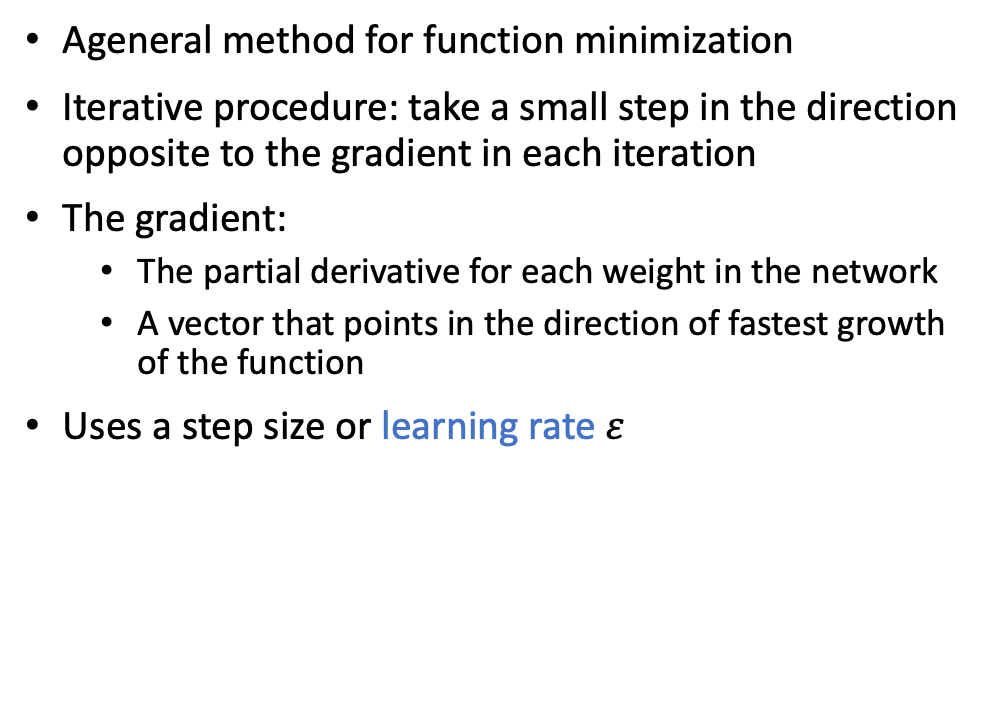 • Ageneral method for function minimization
• Iterative procedure: take a small step in the direction
opposite to the gradient in each iteration
• The gradient:
• The partial derivative for each weight in the network
• A vector that points in the direction of fastest growth
of the function
• Uses a step size or learning rate ε